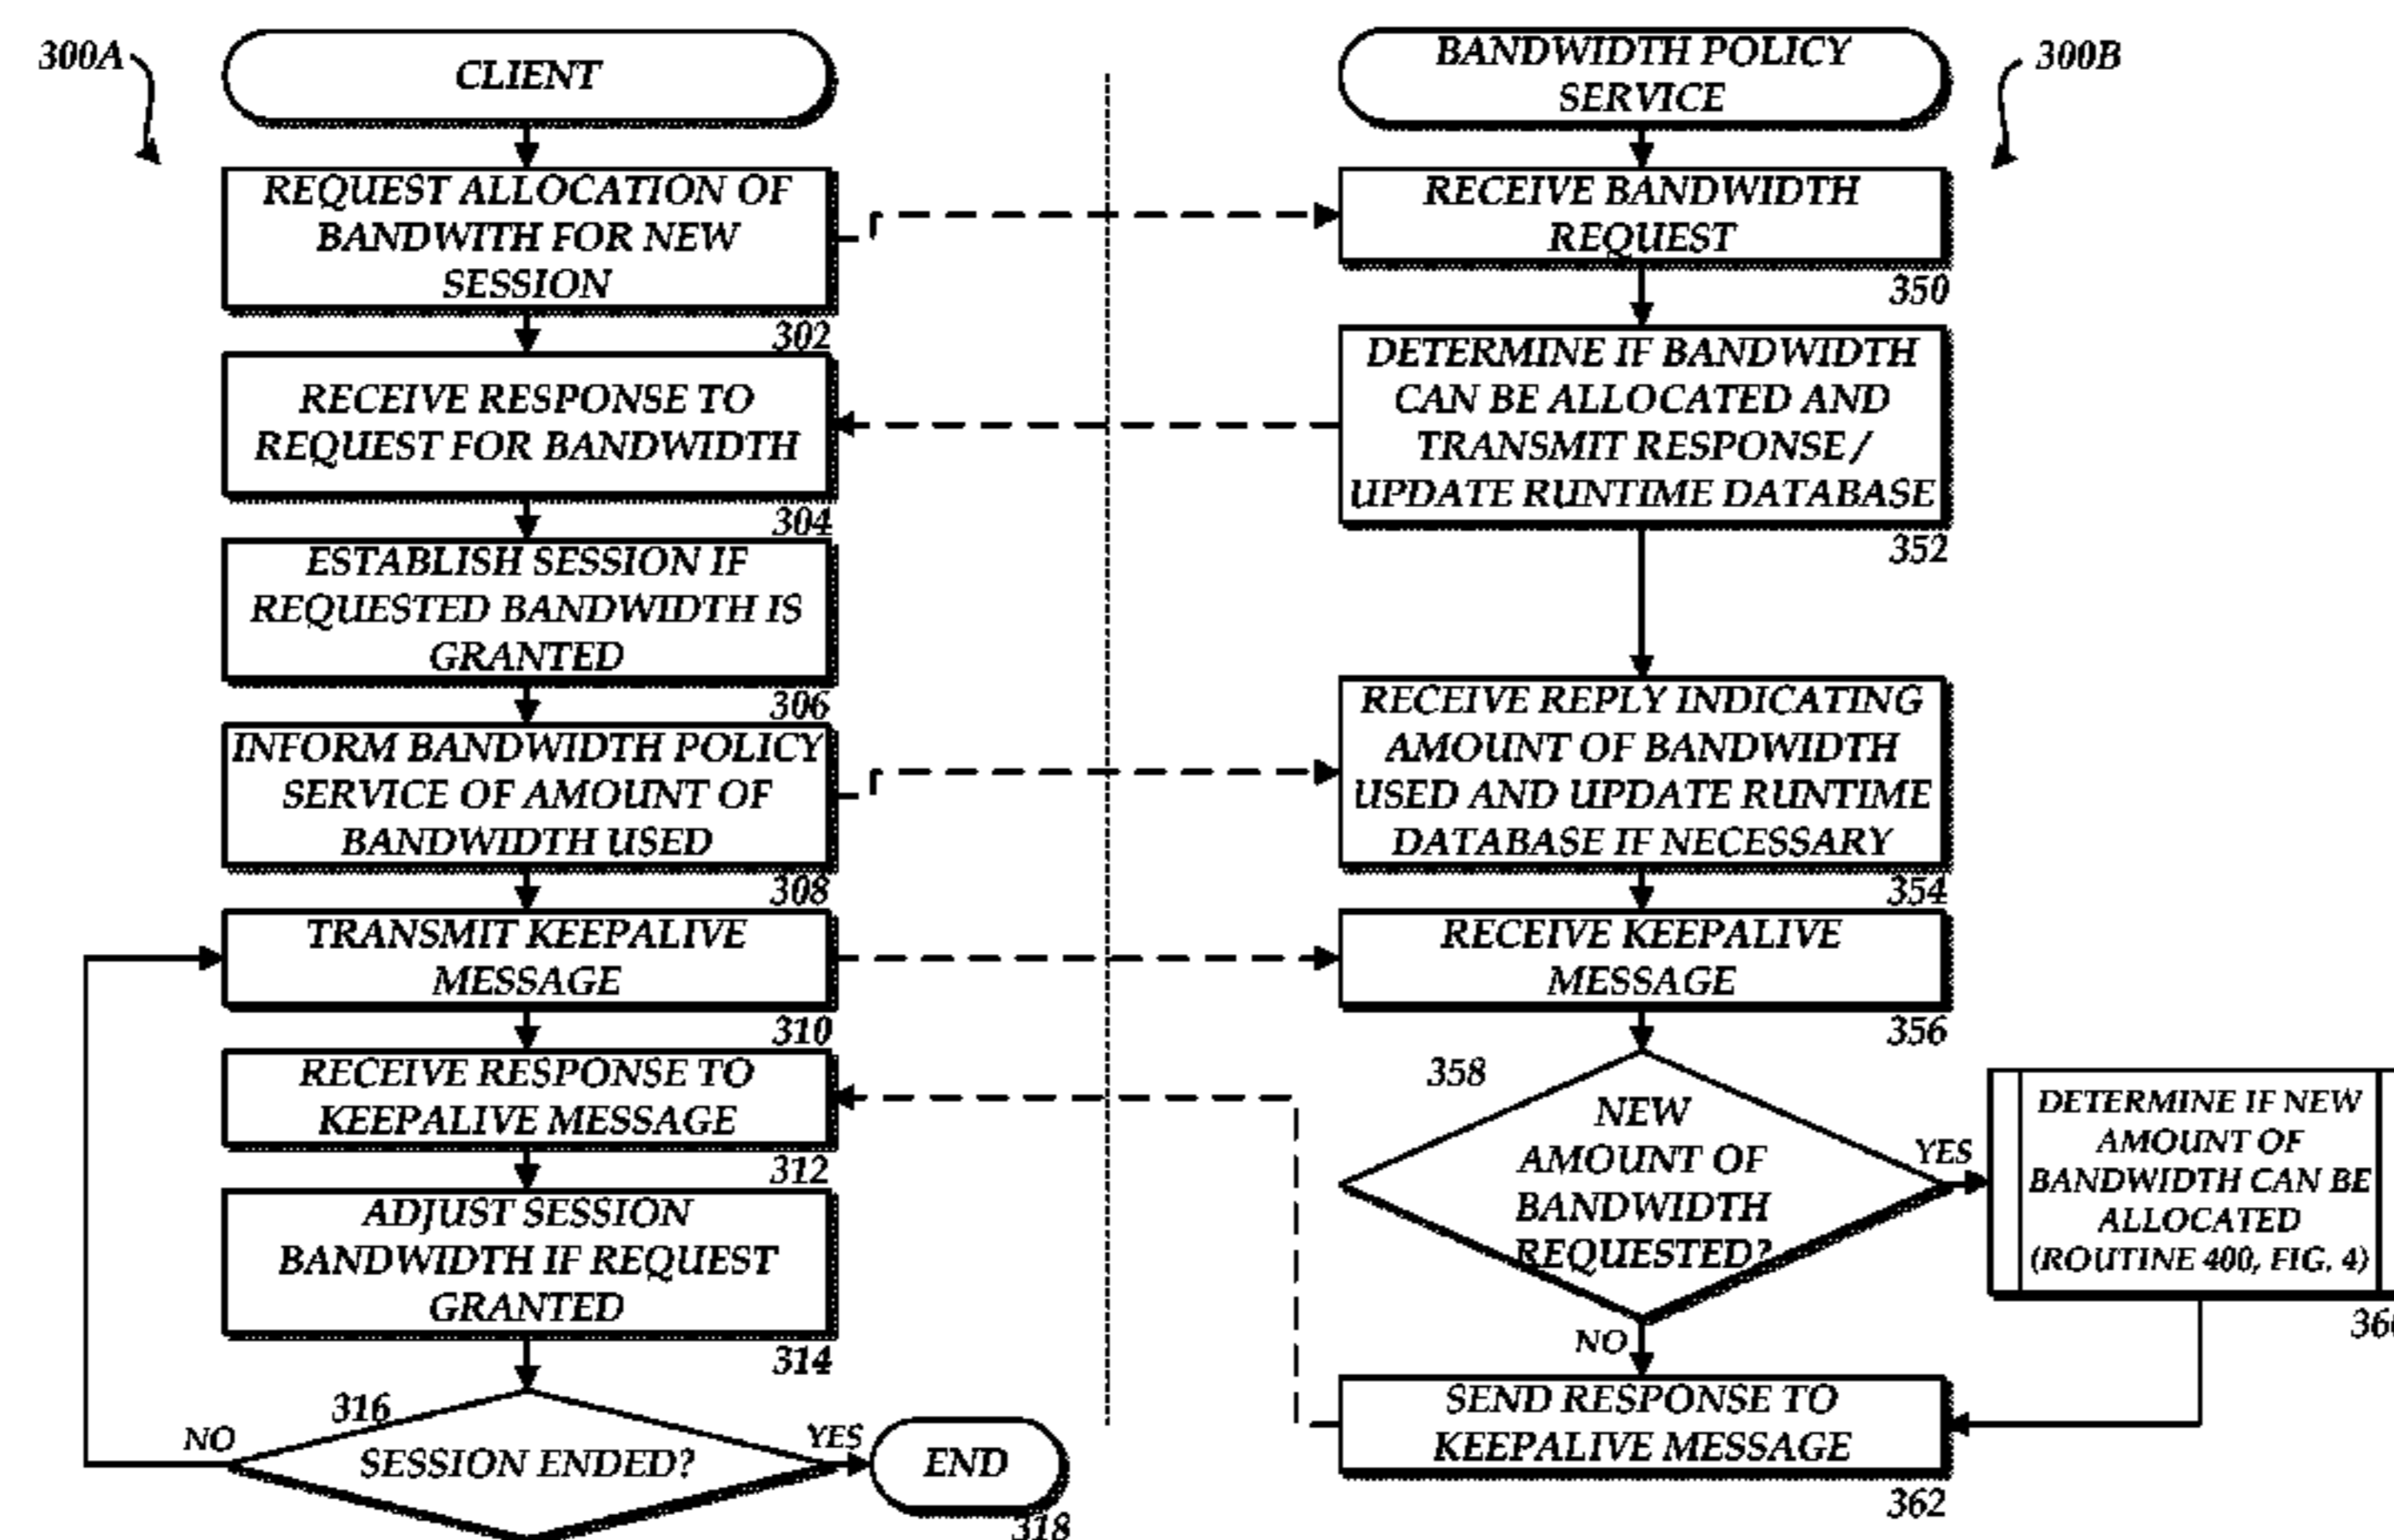 300A
CLIENT
REQUEST ALLOCATION OF
BANDWITH FOR NEW
SESSION
302
RECEIVE RESPONSE TO
REQUEST FOR BANDWIDTH
304
ESTABLISH SESSION IF
REQUESTED BANDWIDTH IS
GRANTED
306
INFORM BANDWIDTH POLICY
SERVICE OF AMOUNT OF
BANDWIDTH USED
308
TRANSMIT KEEPALIVE
MESSAGE
310
RECEIVE RESPONSE TO
KEEPALIVE MESSAGE
312
ADJUST SESSION
BANDWIDTH IF REQUEST
GRANTED
314
316
NO
SESSION ENDED?
YES
END
318
BANDWIDTH POLICY
SERVICE
300B
RECEIVE BANDWIDTH
REQUEST
350
DETERMINE IF BANDWIDTH
CAN BE ALLOCATED AND
TRANSMIT RESPONSE /
UPDATE RUNTIME DATABASE
352
RECEIVE REPLY INDICATING
AMOUNT OF BANDWIDTH
USED AND UPDATE RUNTIME
DATABASE IF NECESSARY
354
RECEIVE KEEPALIVE
MESSAGE
356
358
NEW
AMOUNT OF
BANDWIDTH
REQUESTED?
YES
DETERMINE IF NEW
AMOUNT OF
BANDWIDTH CAN BE
ALLOCATED
(ROUTINE 400, FIG. 4)
NO
SEND RESPONSE TO
KEEPALIVE MESSAGE
362